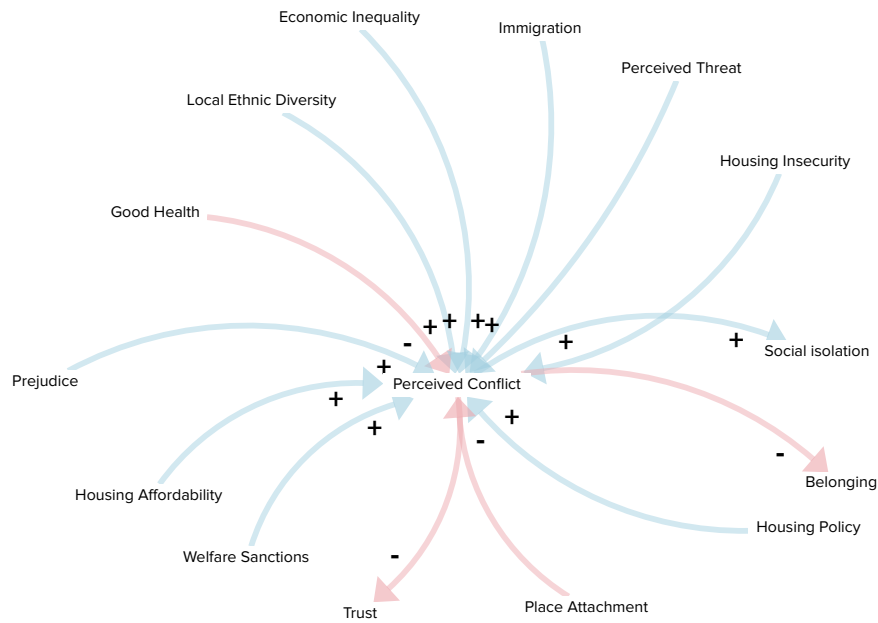 Economic Inequality
Immigration
Perceived Threat
Local Ethnic Diversity
Housing Insecurity
Good Health
+ + + +
-
+
+
Social isolation
+
Prejudice
Perceived Conflict
+
+
+
-
-
Belonging
Housing Affordability
Housing Policy
Welfare Sanctions
-
Trust
Place Attachment